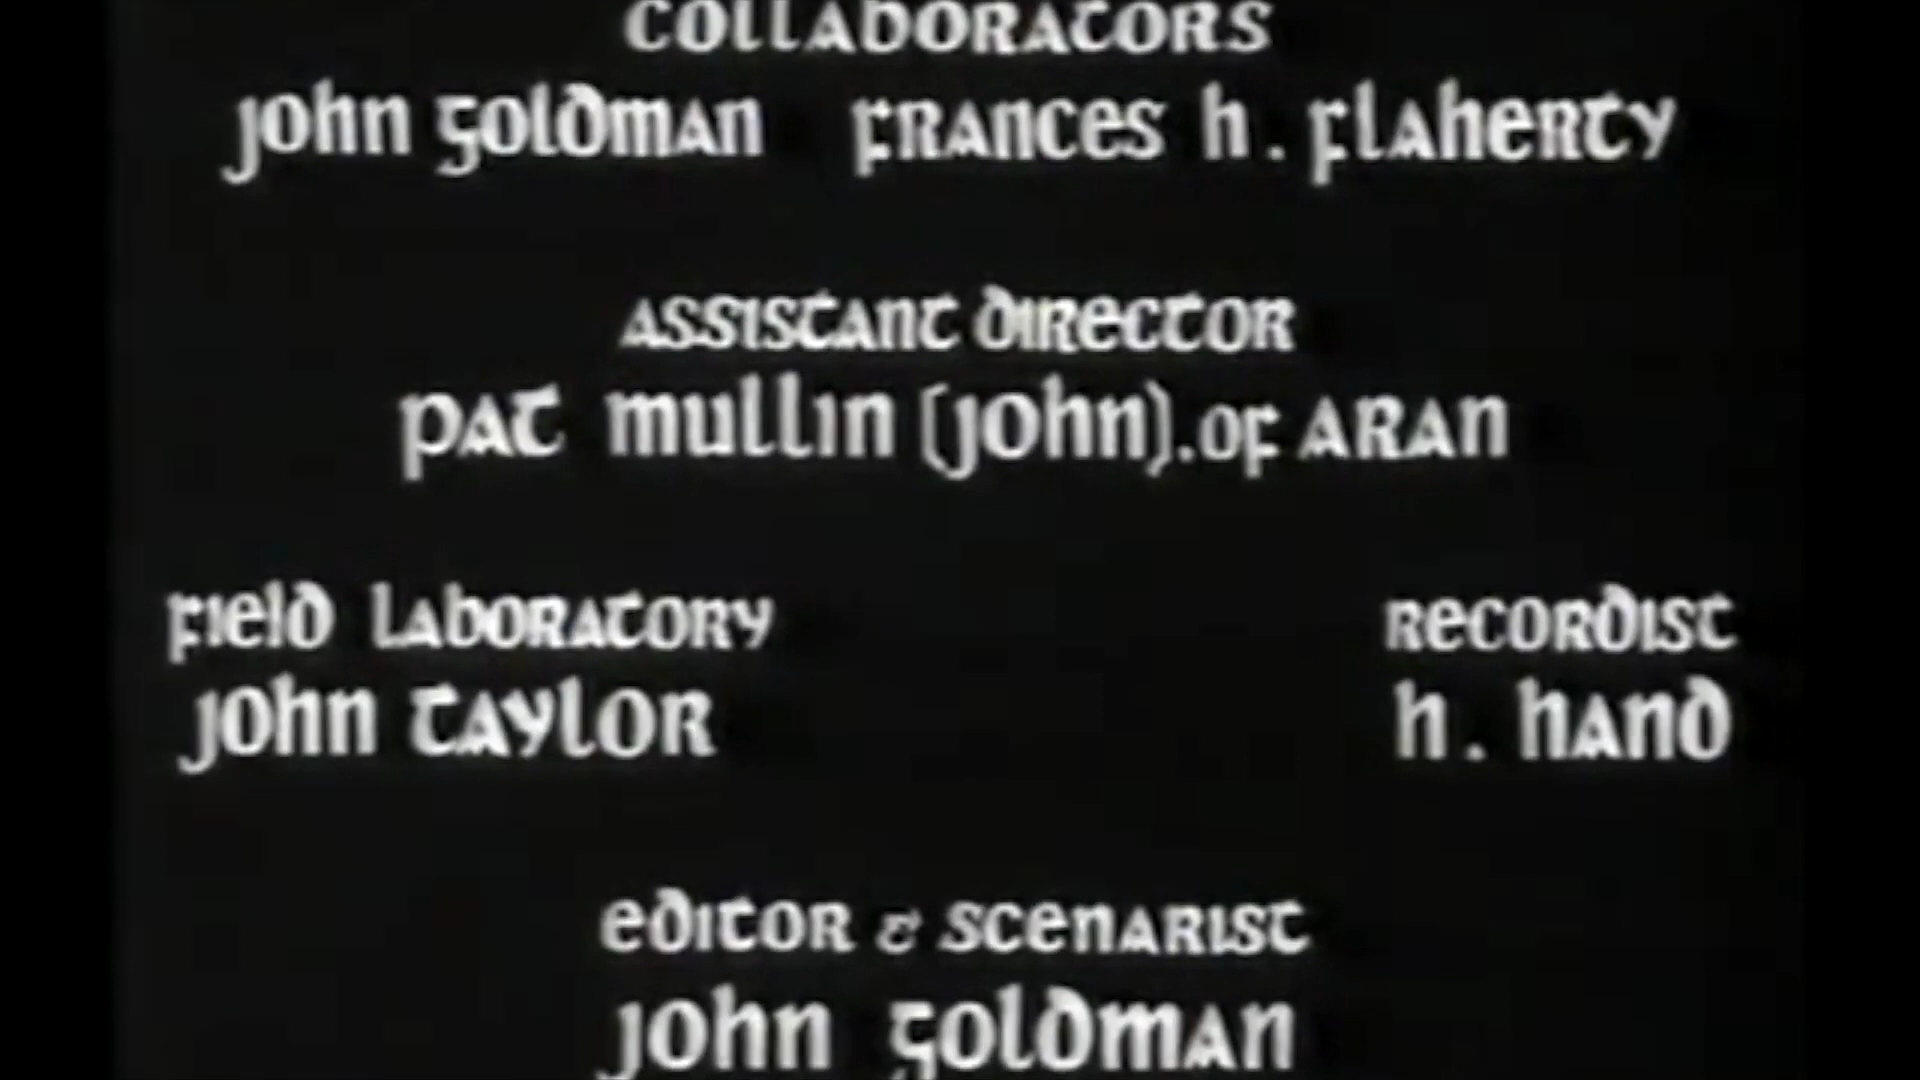 COLLABORATORS
John Goldman Frances H. Flaherty
Assistant Director
Pat Mullin (John). of Aran
Field Laboratory Recordist
John Taylor H. Hand
Editor & Scenarist
John Goldman